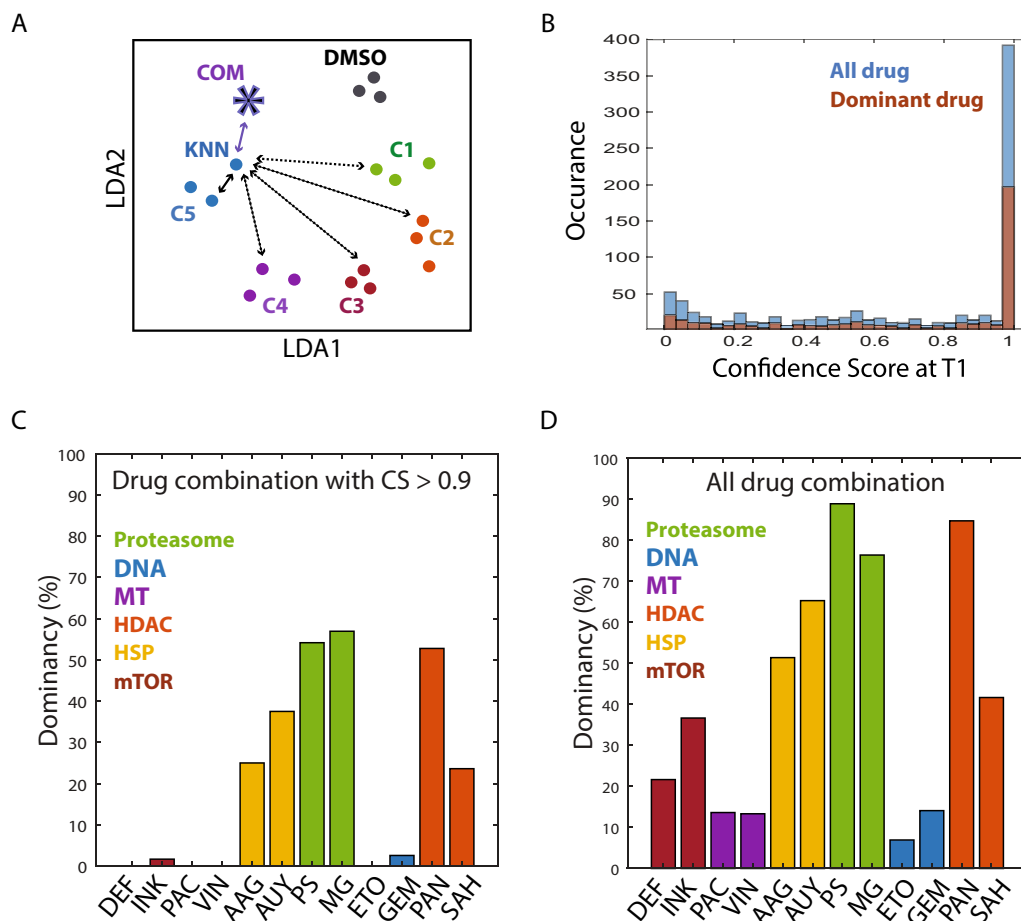 A
COM
DMSO
KNN
C1
C5
C2
C4
C3
LDA2
LDA1
B
400
350
300
250
200
150
100
50
All drug
Dominant drug
Occurance
0
0.2
0.4
0.6
0.8
1
Confidence Score at T1
C
Drug combination with CS > 0.9
100
90
80
70
60
50
40
30
20
10
0
Proteasome
DNA
MT
HDAC
HSP
mTOR
Dominancy (%)
DEF
INK
PAC
VIN
AAG
AUY
PS
MG
ETO
GEM
PAN
SAH
D
All drug combination
100
90
80
70
60
50
40
30
20
10
0
Proteasome
DNA
MT
HDAC
HSP
mTOR
Dominancy (%)
DEF
INK
PAC
VIN
AAG
AUY
PS
MG
ETO
GEM
PAN
SAH